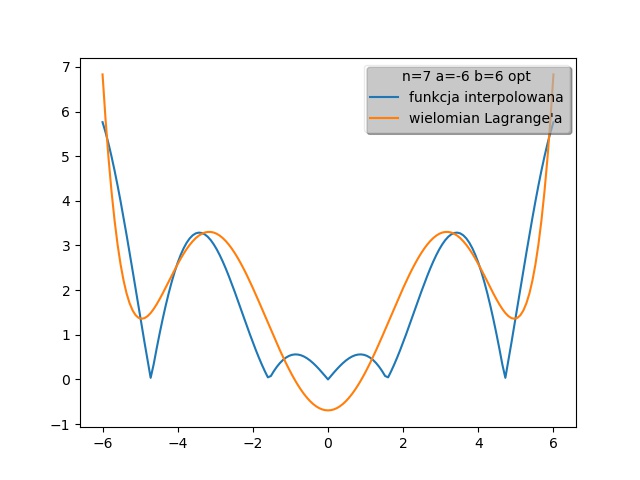 n=7 a=-6 b=6 opt
funkcja interpolowana
wielomian Lagrange'a
7
6
5
4
3
2
1
0
−1
−6 −4 −2 0 2 4 6